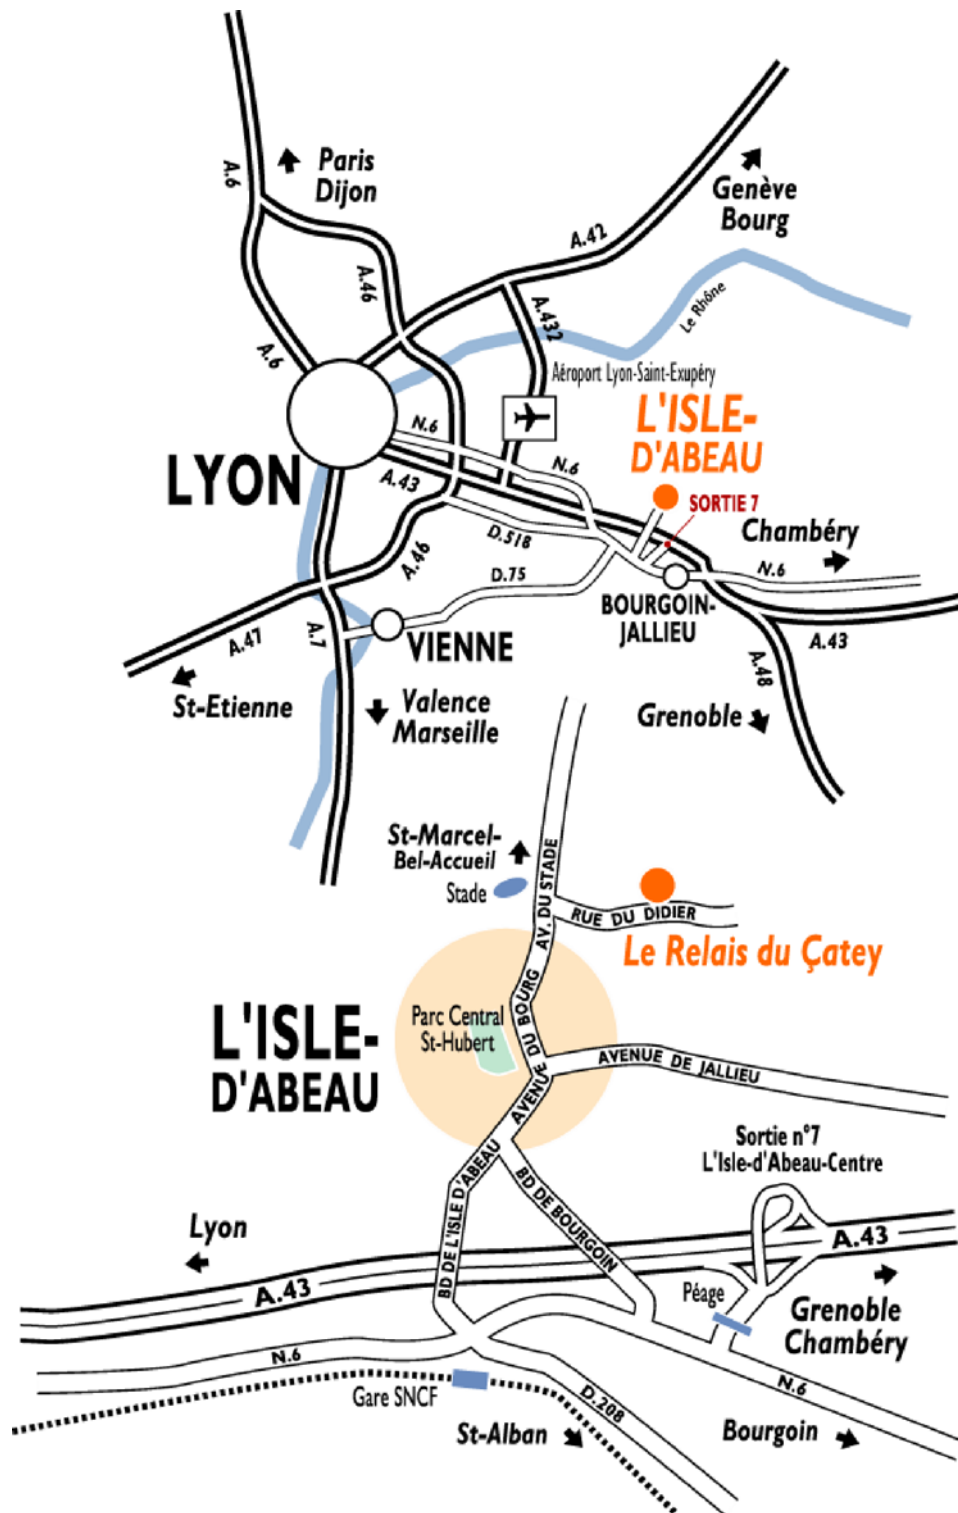 A.6
Paris
Dijon
Genève
Bourg
A.42
A.46
Le Rhône
A.432
A.6
Aéroport Lyon-Saint-Exupéry
L'ISLE-
D'ABEAU
N.6
N.6
LYON
A.43
SORTIE 7
Chambéry
D.518
A.46
D.75
N.6
BOURGOIN-
JALLIEU
A.47
A.7
VIENNE
A.43
A.48
St-Etienne
Valence
Marseille
Grenoble
St-Marcel-
Bel-Accueil
Stade
AV. DU STADE
RUE DU DIDIER
Le Relais du Çatey
L'ISLE-
D'ABEAU
Parc Central
St-Hubert
AVENUE DU BOURG
AVENUE DE JALLIEU
Sortie n°7
L'Isle-d'Abeau-Centre
BD DE L'ISLE D'ABEAU
BD DE BOURGOIN
Lyon
A.43
A.43
Péage
Grenoble
Chambéry
N.6
N.6
Gare SNCF
D.208
St-Alban
Bourgoin